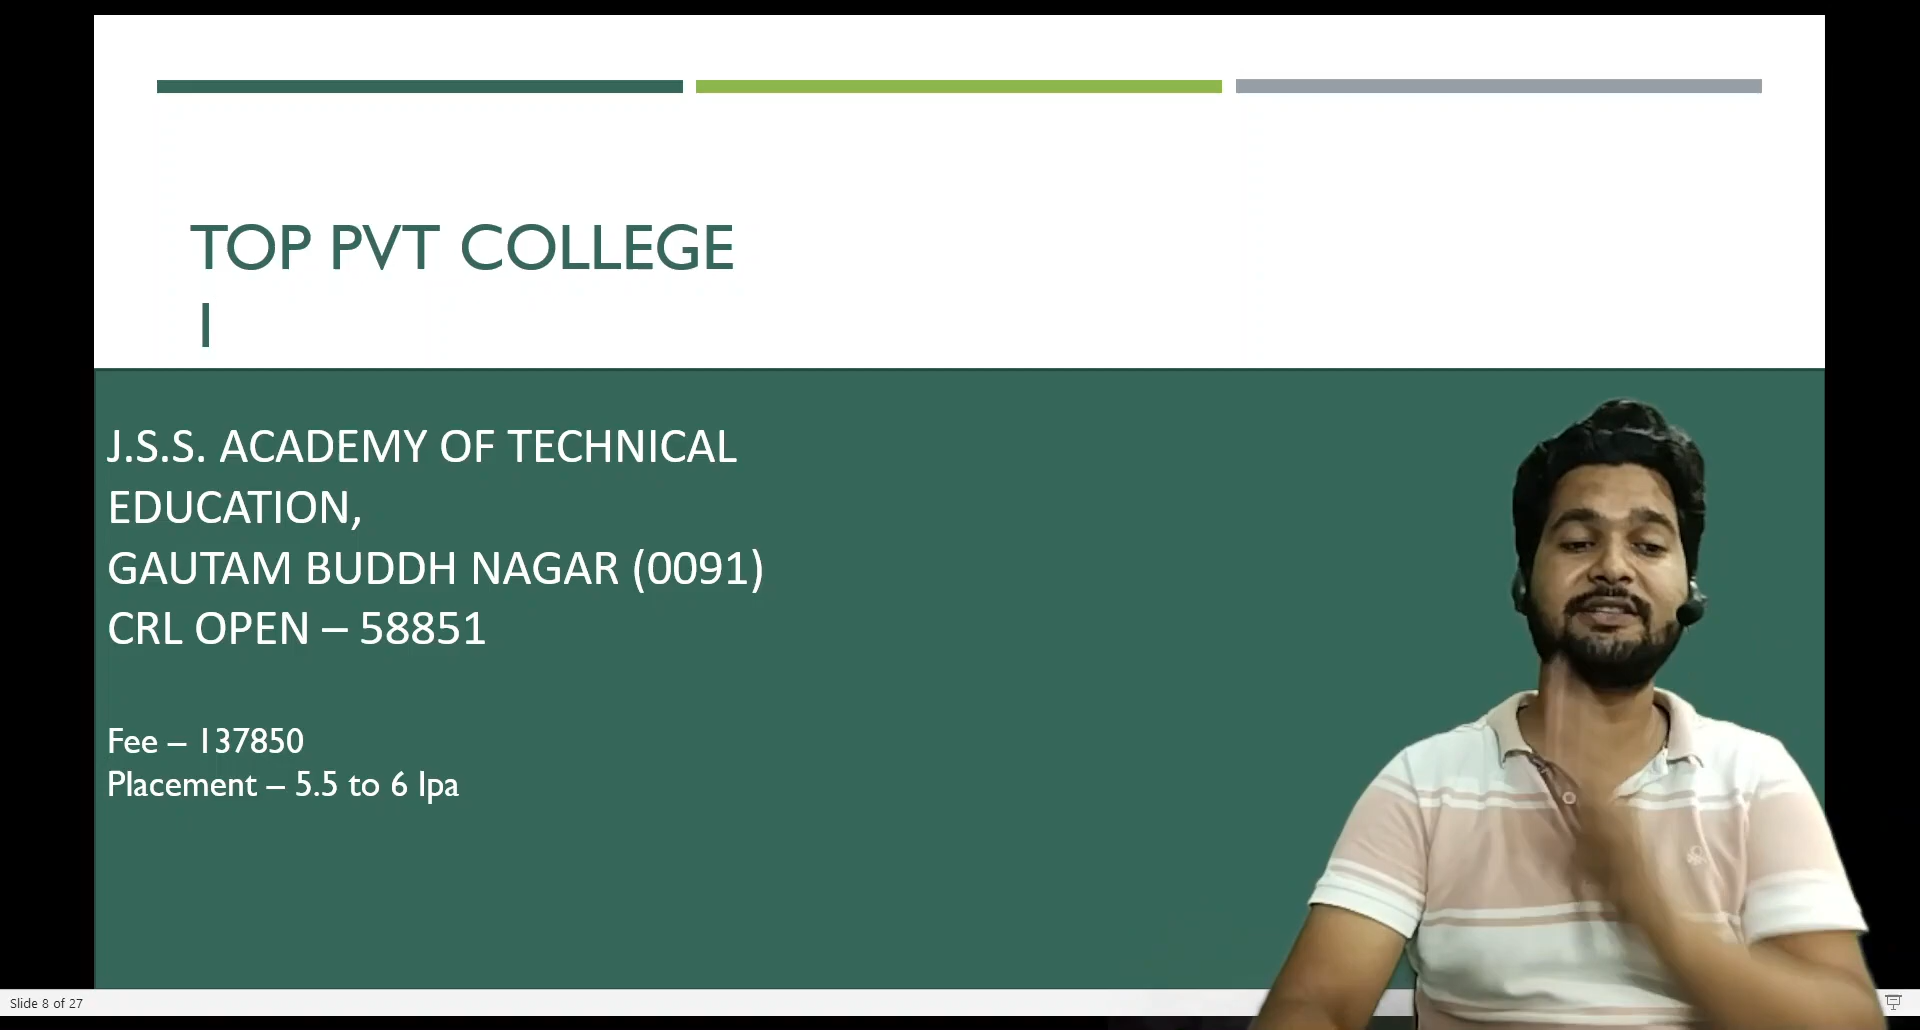 TOP PVT COLLEGE
1
J.S.S. ACADEMY OF TECHNICAL
EDUCATION,
GAUTAM BUDDH NAGAR (0091)
CRL OPEN – 58851
Fee – 137850
Placement – 5.5 to 6 lpa
Slide 8 of 27